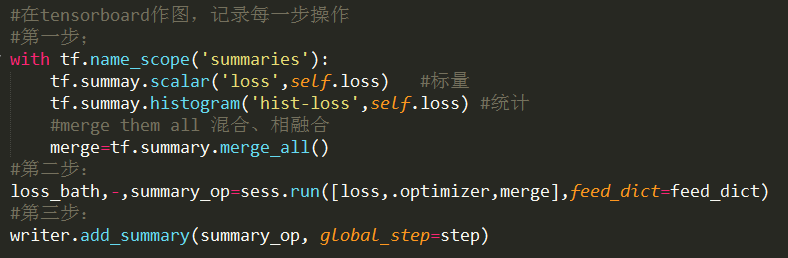 #在tensorboard作图，记录每一步操作
#第一步；
with tf.name_scope('summaries'):
    tf.summay.scalar('loss',self.loss)   #标量
    tf.summay.histogram('hist-loss',self.loss) #统计
    #merge them all 混合、相融合
    merge=tf.summary.merge_all()
#第二步：
loss_bath,-,summary_op=sess.run([loss,.optimizer,merge],feed_dict=feed_dict)
#第三步：
writer.add_summary(summary_op, global_step=step)